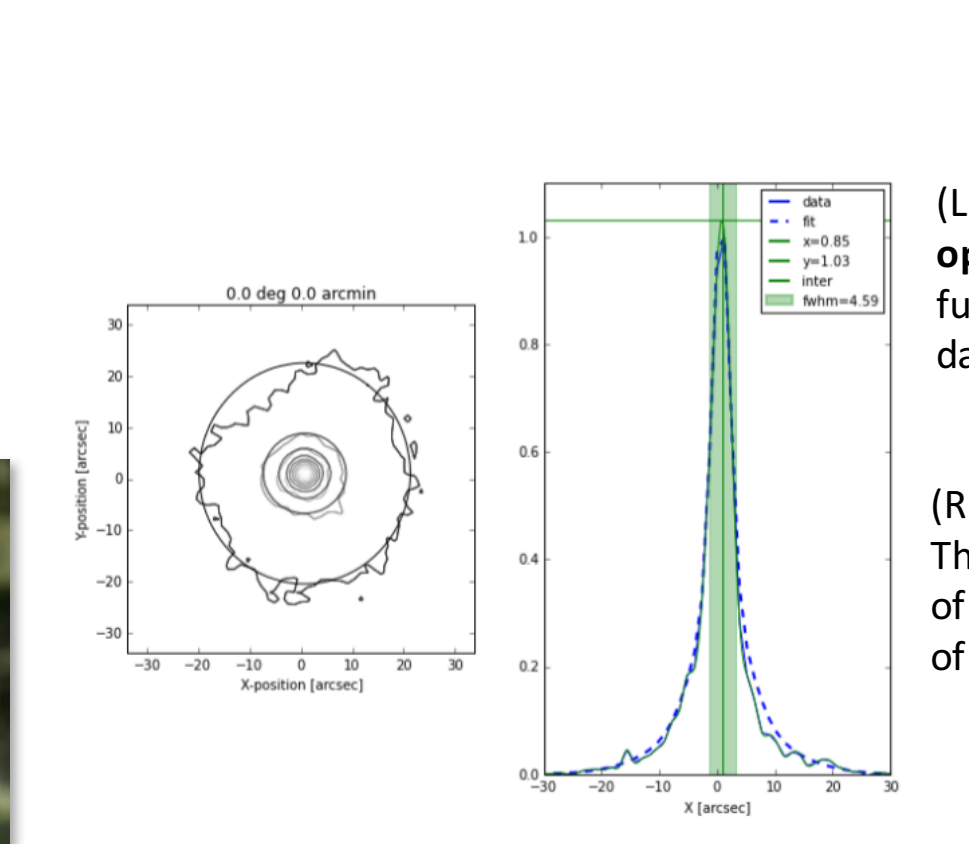 0.0 deg 0.0 arcmin
30
20
10
0
−10
−20
−30
Y-position [arcsec]
−30 −20 −10 0 10 20 30
X-position [arcsec]
data
fit
x=0.85
y=1.03
inter
fwhm=4.59
1.0
0.8
0.6
0.4
0.2
0.0
−30 −20 −10 0 10 20 30
X [arcsec]
(L
op
fu
da
(R
Th
of
of